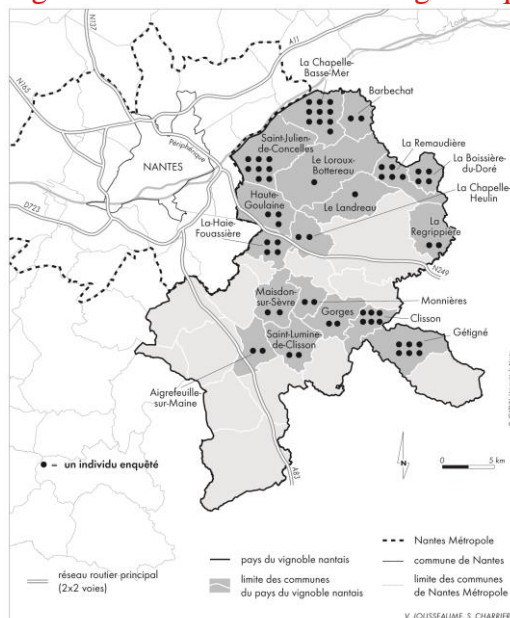 N137
Loire
A11
N165
La Chapelle-
Basse-Mer
Barbechat
Périphérique
Saint-Julien-
de-Concelles
La Remaudière
NANTES
Le Loroux-
Bottereau
La Boissière-
du-Doré
D723
Haute-
Goulaine
Le Landreau
La Chapelle-
Heulin
La-Haie-
Fouassière
La
Regrippière
N249
Maisdon-
sur-Sèvre
Monnières
Gorges
Clisson
Saint-Lumine-
de-Clisson
Gétigné
Aigrefeuille-
sur-Maine
● = un individu enquêté
A83
N
0 5 km
réseau routier principal
(2x2 voies)
pays du vignoble nantais
limite des communes
du pays du vignoble nantais
Nantes Métropole
commune de Nantes
limite des communes
de Nantes Métropole
V. JOUSSEAUME, S. CHARRIER